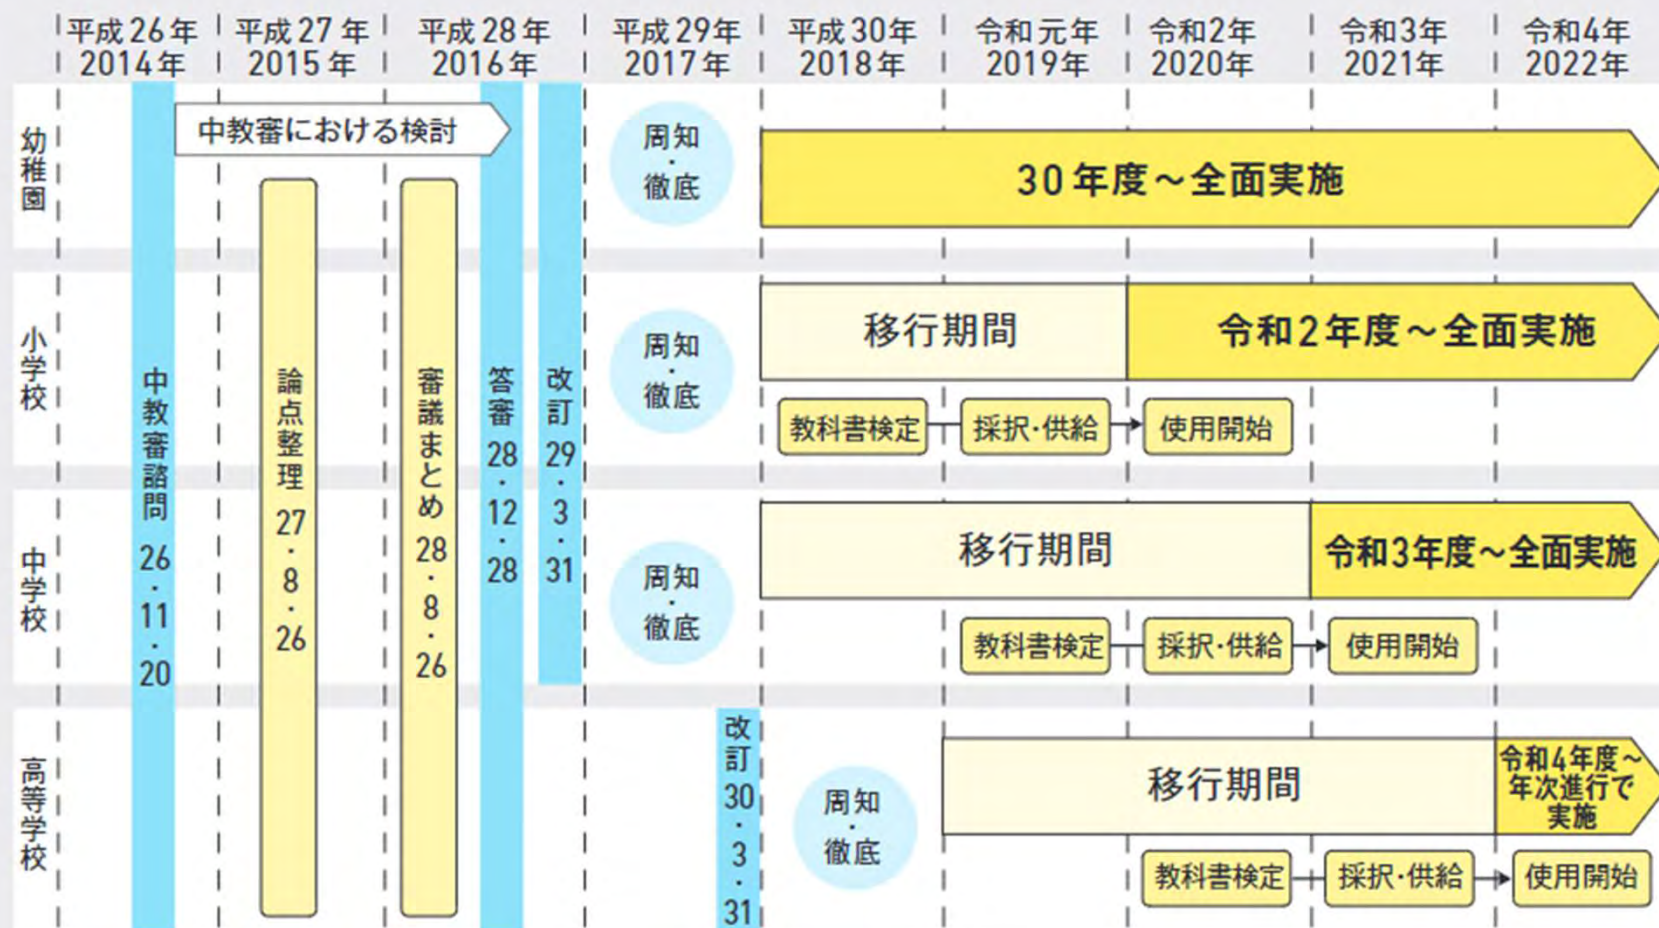 平成26年
2014年
平成27年
2015年
平成28年
2016年
平成29年
2017年
平成30年
2018年
令和元年
2019年
令和2年
2020年
令和3年
2021年
令和4年
2022年
幼稚園
中教審における検討
周知・徹底
30年度～全面実施
中教審諮問 26・11・20
論点整理 27・8・26
審議まとめ 28・8・26
答審 28・12・28
改訂 29・3・31
小学校
周知・徹底
移行期間
令和2年度～全面実施
教科書検定
採択・供給
使用開始
中学校
周知・徹底
移行期間
令和3年度～全面実施
教科書検定
採択・供給
使用開始
高等学校
改訂 30・3・31
周知・徹底
移行期間
令和4年度～
年次進行で
実施
教科書検定
採択・供給
使用開始